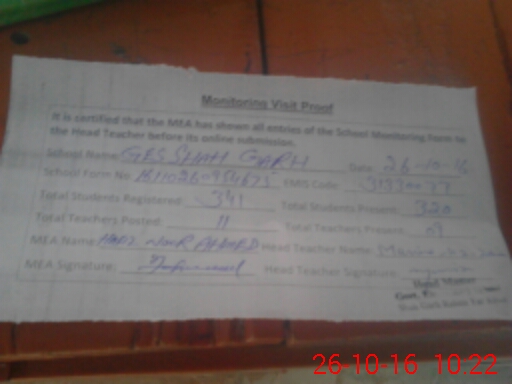 Monitoring Visit Proof
It is certified that the MEA has shown all entries of the School Monitoring Form to
the Head Teacher before its online submission.
School Name: GPS SHAH GARH Date: 26-10-16
School Form No: EMIS Code:
Total Students Registered: 341 Total Students Present: 320
Total Teachers Posted: 11 Total Teachers Present: 09
MEA Name: Head Teacher Name:
MEA Signature: Head Teacher Signature:
Head Master
Govt.
26-10-16 10:22